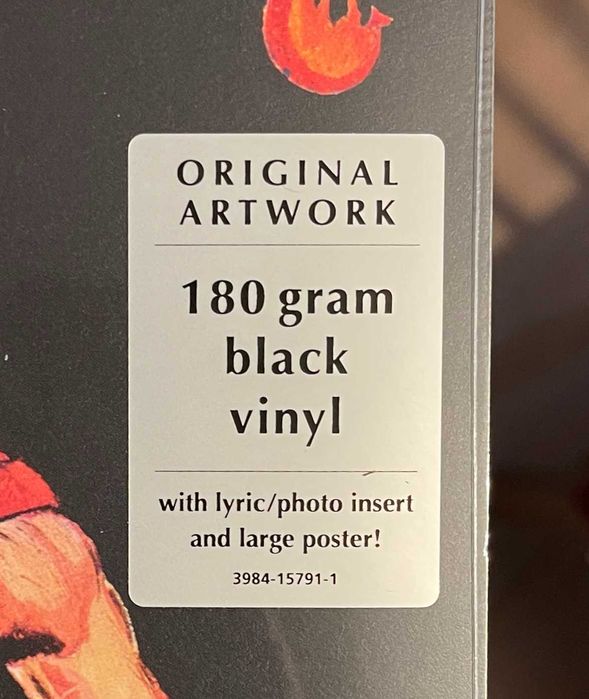 ORIGINAL
ARTWORK
180 gram
black
vinyl
with lyric/photo insert
and large poster!
3984-15791-1